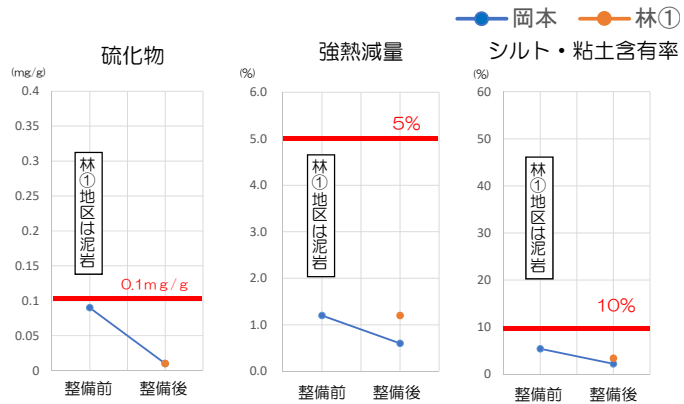 岡本
林①
硫化物
(mg/g)
0.4
0.35
0.3
0.25
0.2
0.15
0.1
0.05
0
林①地区は泥岩
0.1mg/g
整備前
整備後
強熱減量
(%)
6.0
5.0
4.0
3.0
2.0
1.0
0.0
5%
林①地区は泥岩
整備前
整備後
シルト・粘土含有率
(%)
60
50
40
30
20
10
0
林①地区は泥岩
10%
整備前
整備後